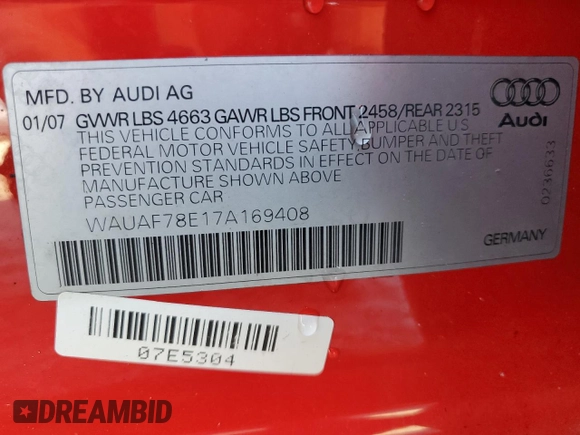 MFD. BY AUDI AG
01/07 GVWR LBS 4663 GAWR LBS FRONT 2458/REAR 2315
THIS VEHICLE CONFORMS TO ALL APPLICABLE U S
FEDERAL MOTOR VEHICLE SAFETY BUMPER AND THEFT
PREVENTION STANDARDS IN EFFECT ON THE DATE OF
MANUFACTURE SHOWN ABOVE
PASSENGER CAR
WAUAF78E17A169408
Audi
0236633
GERMANY
07E5304
DREAMBID